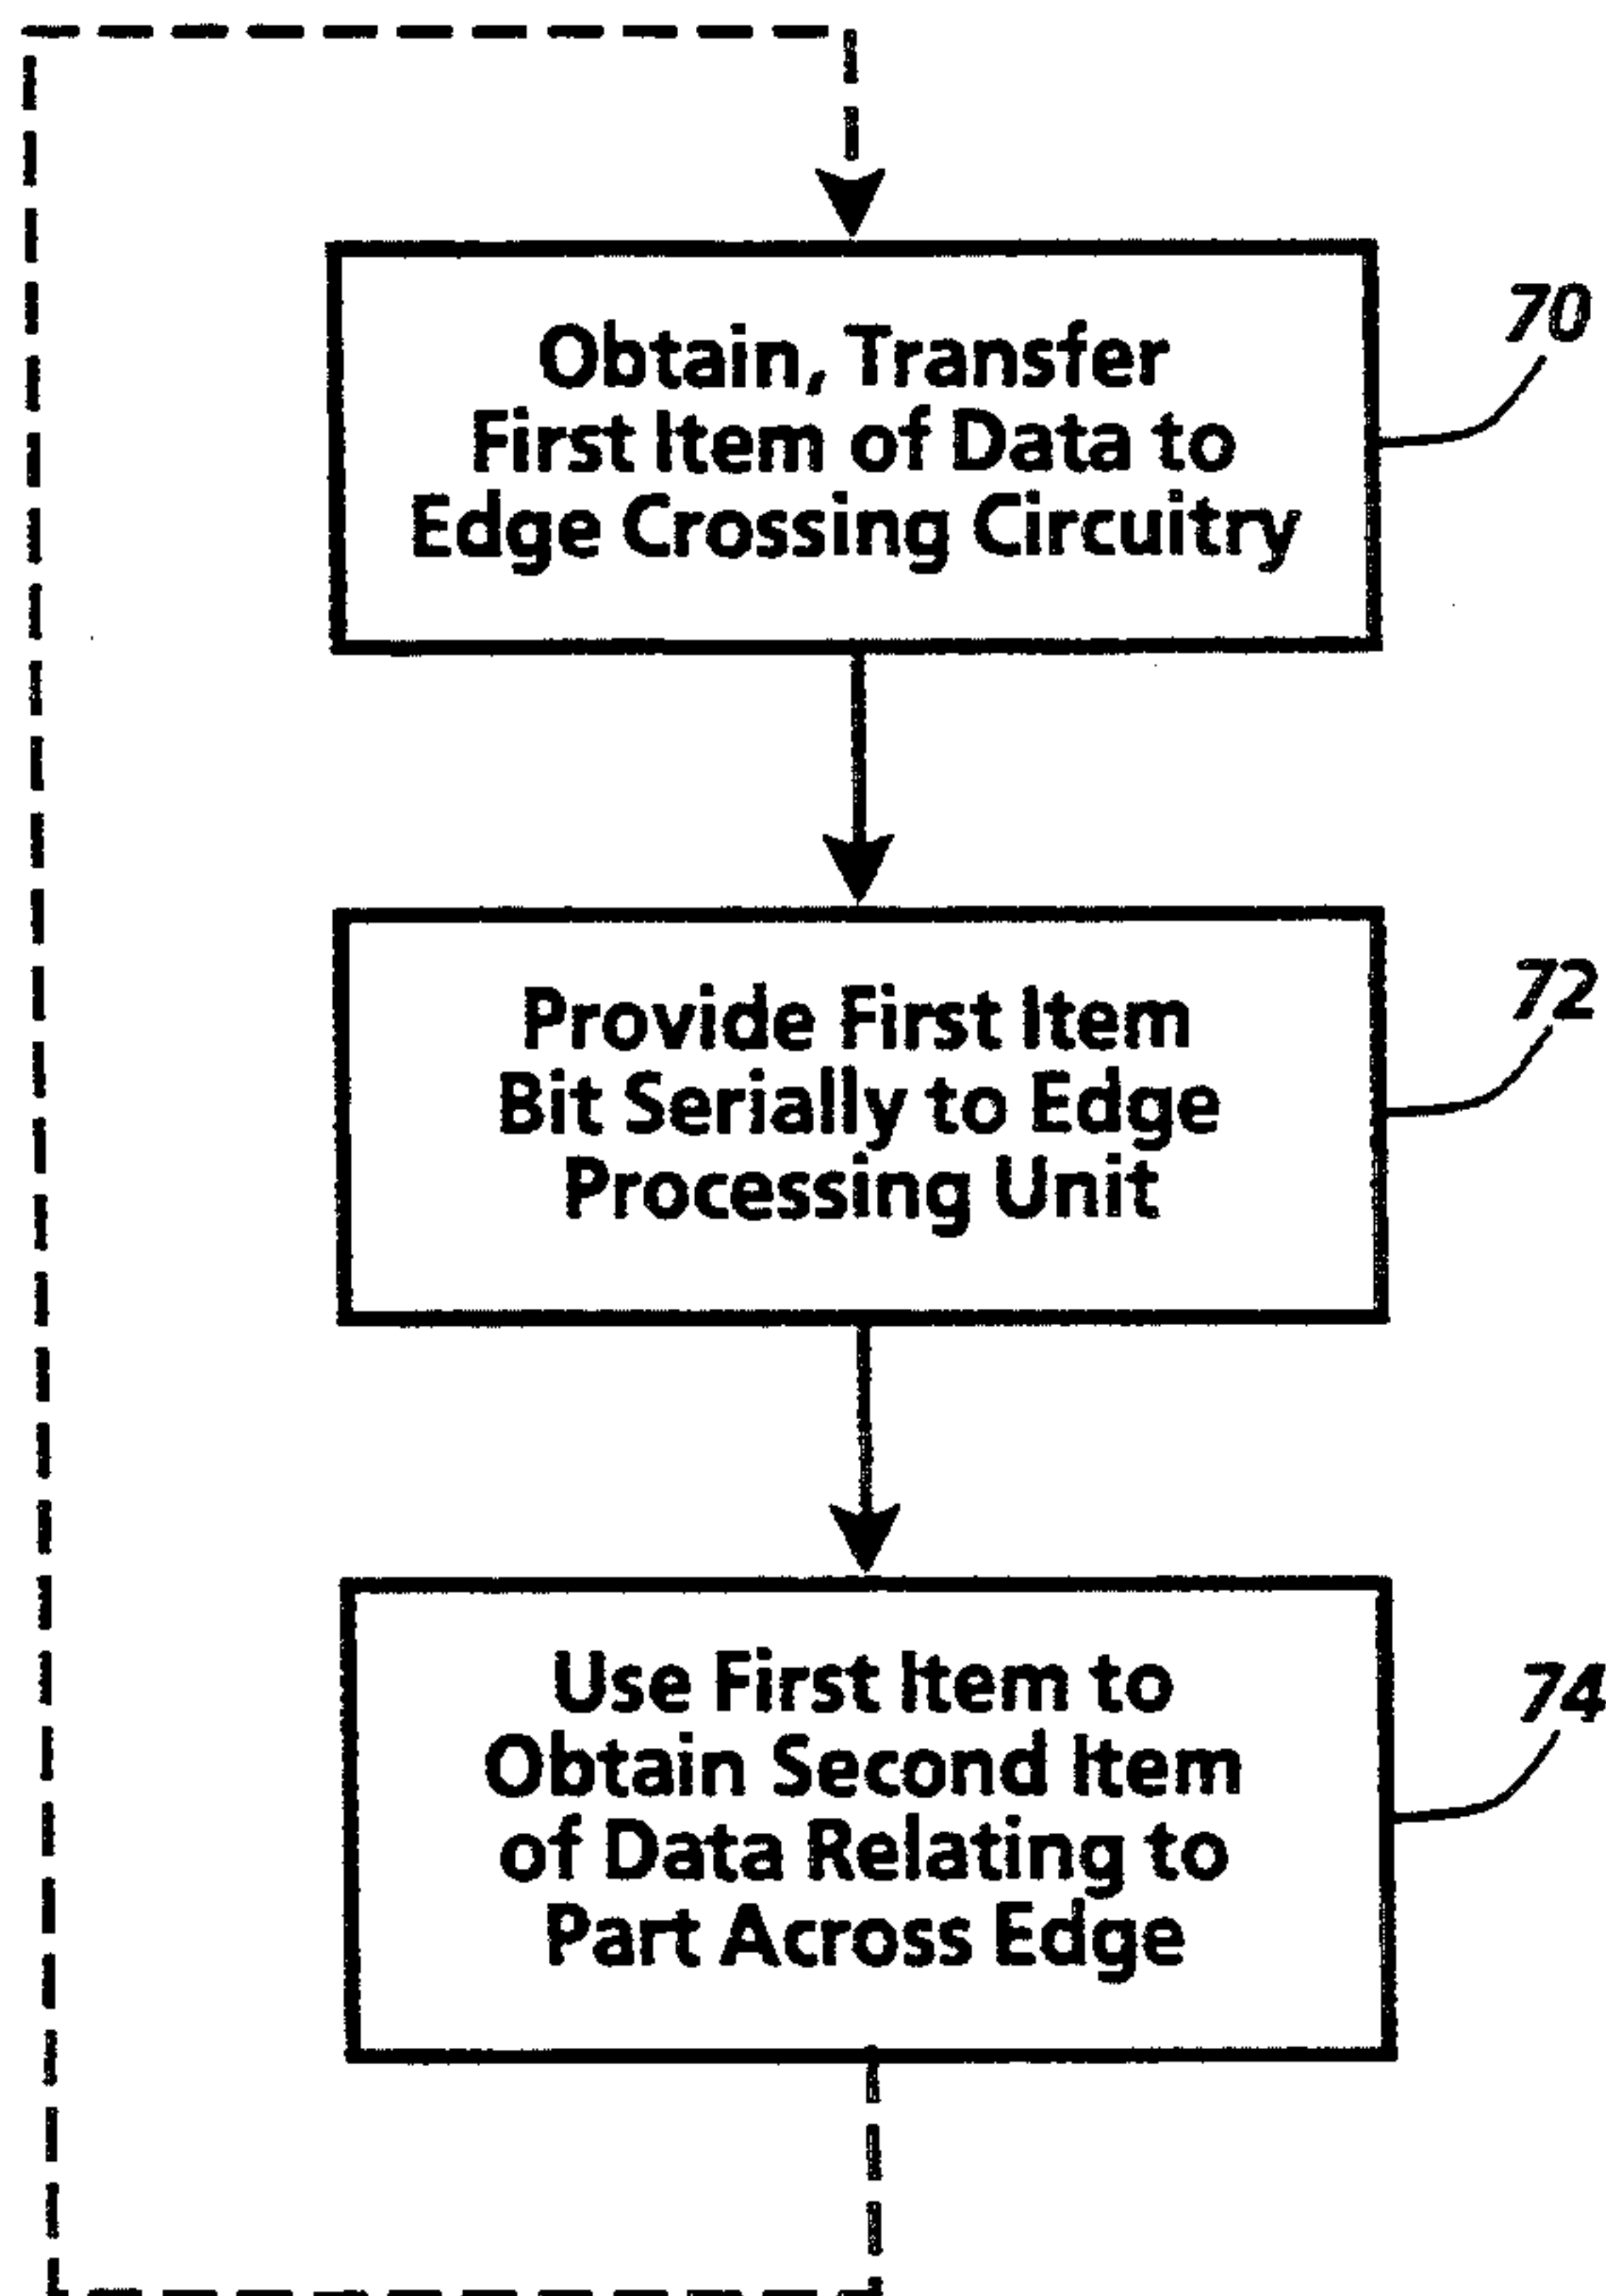 70
Obtain, Transfer
First Item of Data to
Edge Crossing Circuitry
72
Provide First Item
Bit Serially to Edge
Processing Unit
74
Use First Item to
Obtain Second Item
of Data Relating to
Part Across Edge